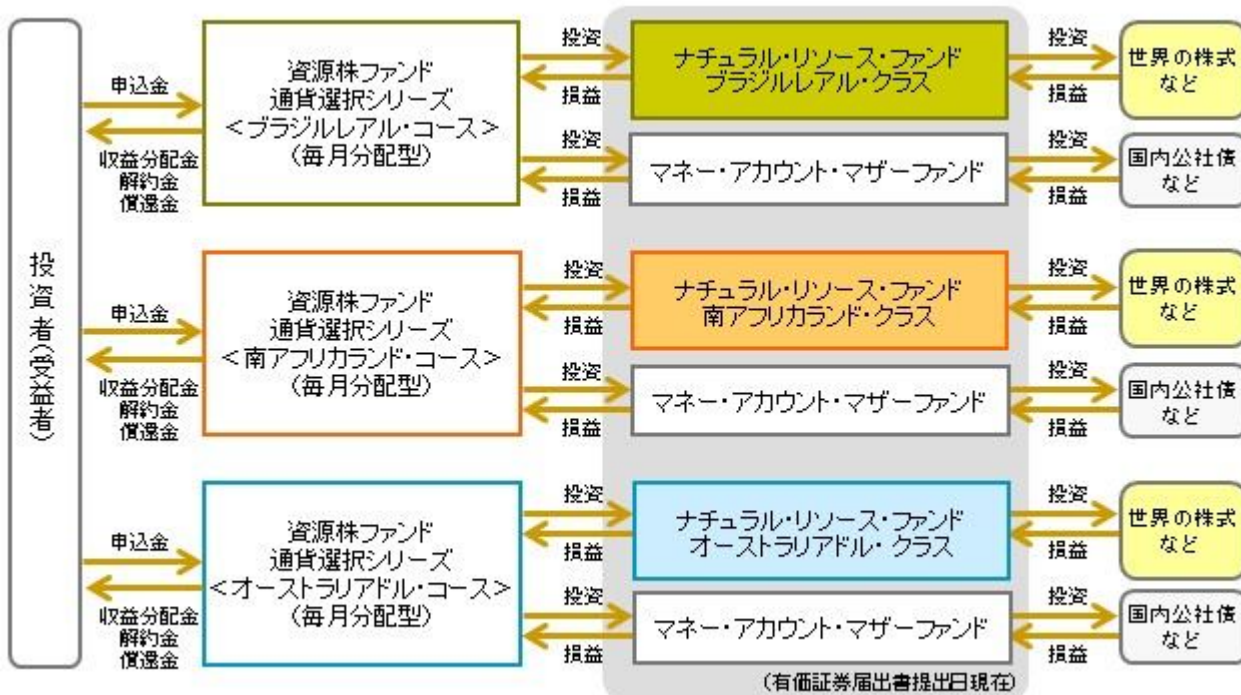 投資者(受益者)
申込金
収益分配金
解約金
償還金
資源株ファンド
通貨選択シリーズ
<ブラジルレアル・コース>
(毎月分配型)
投資
損益
投資
損益
ナチュラル・リソース・ファンド
ブラジルレアル・クラス
マネー・アカウント・マザーファンド
投資
損益
投資
損益
世界の株式
など
国内公社債
など
申込金
収益分配金
解約金
償還金
資源株ファンド
通貨選択シリーズ
<南アフリカランド・コース>
(毎月分配型)
投資
損益
投資
損益
ナチュラル・リソース・ファンド
南アフリカランド・クラス
マネー・アカウント・マザーファンド
投資
損益
投資
損益
世界の株式
など
国内公社債
など
申込金
収益分配金
解約金
償還金
資源株ファンド
通貨選択シリーズ
<オーストラリアドル・コース>
(毎月分配型)
投資
損益
投資
損益
ナチュラル・リソース・ファンド
オーストラリアドル・ クラス
マネー・アカウント・マザーファンド
投資
損益
投資
損益
世界の株式
など
国内公社債
など
(有価証券届出書提出日現在)